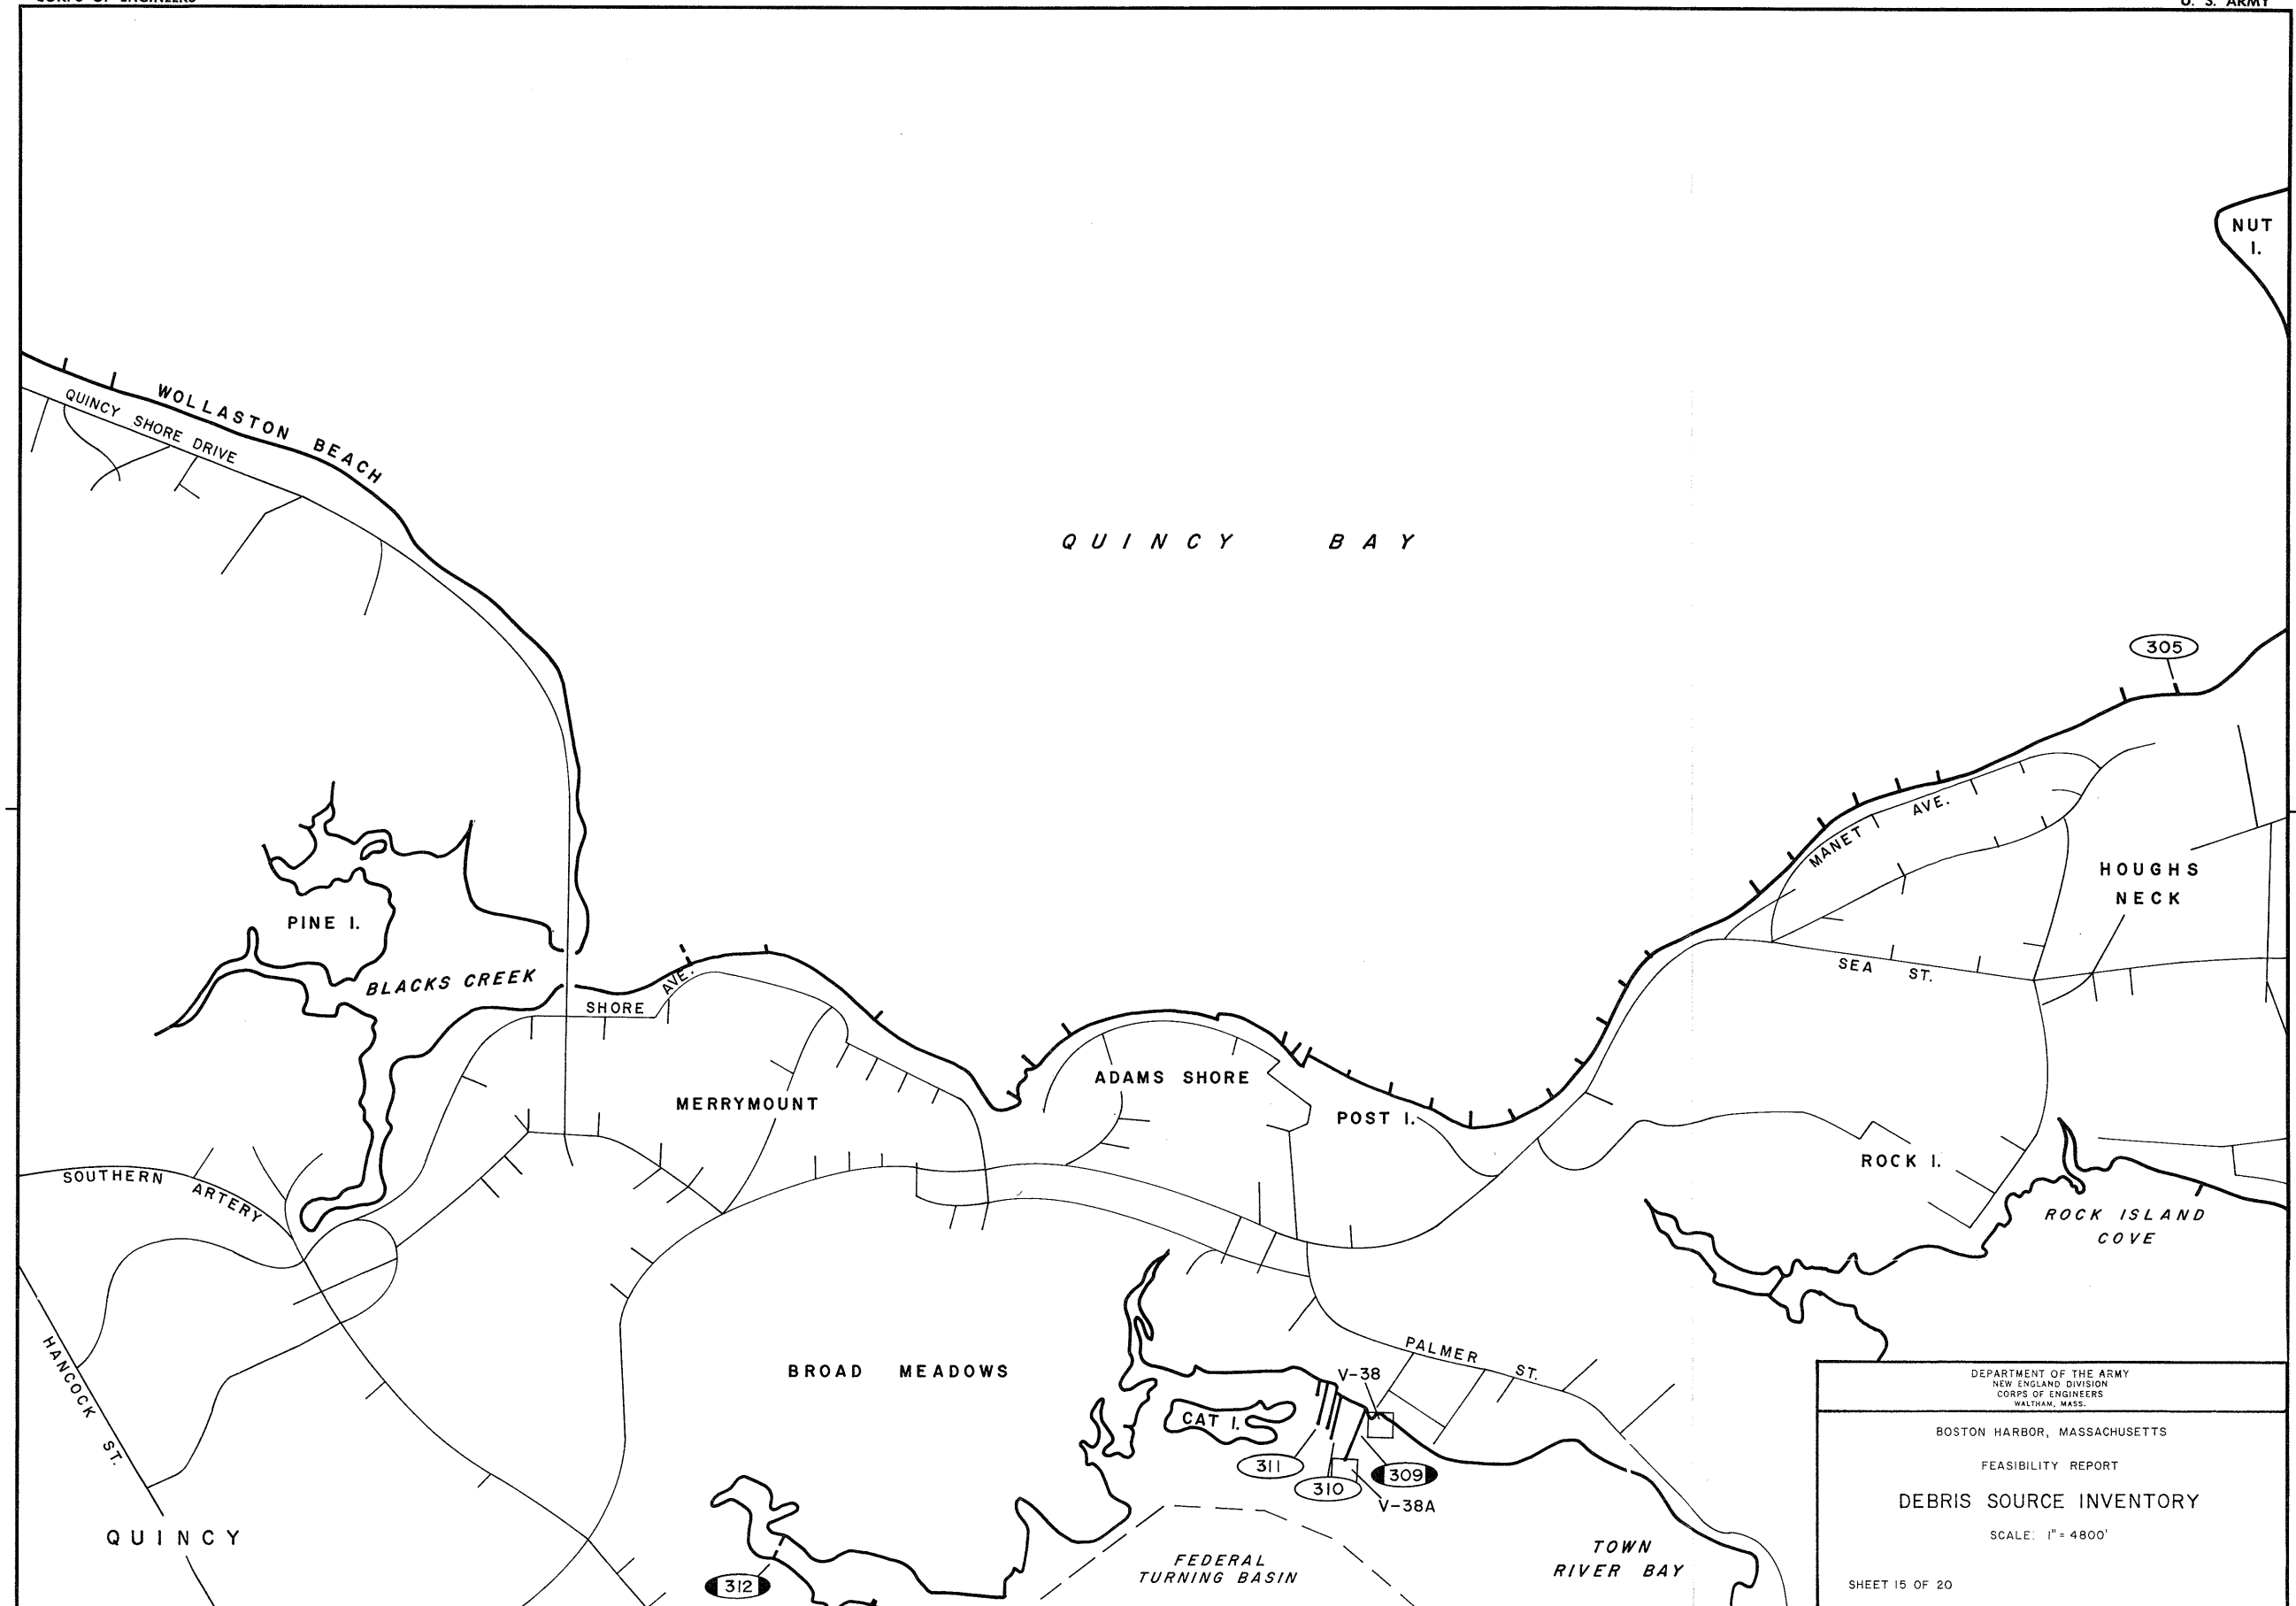 CORPS OF ENGINEERS
U. S. ARMY
NUT
I.
WOLLASTON BEACH
QUINCY SHORE DRIVE
QUINCY BAY
305
MANET AVE.
HOUGHS
NECK
PINE I.
BLACKS CREEK
SHORE AVE.
SEA ST.
ADAMS SHORE
MERRYMOUNT
POST I.
ROCK I.
SOUTHERN ARTERY
ROCK ISLAND
COVE
HANCOCK ST.
BROAD MEADOWS
PALMER ST.
V-38
CAT I.
311
310
309
V-38A
QUINCY
312
FEDERAL
TURNING BASIN
TOWN
RIVER BAY
DEPARTMENT OF THE ARMY
NEW ENGLAND DIVISION
CORPS OF ENGINEERS
WALTHAM, MASS.
BOSTON HARBOR, MASSACHUSETTS
FEASIBILITY REPORT
DEBRIS SOURCE INVENTORY
SCALE: 1" = 4800'
SHEET 15 OF 20